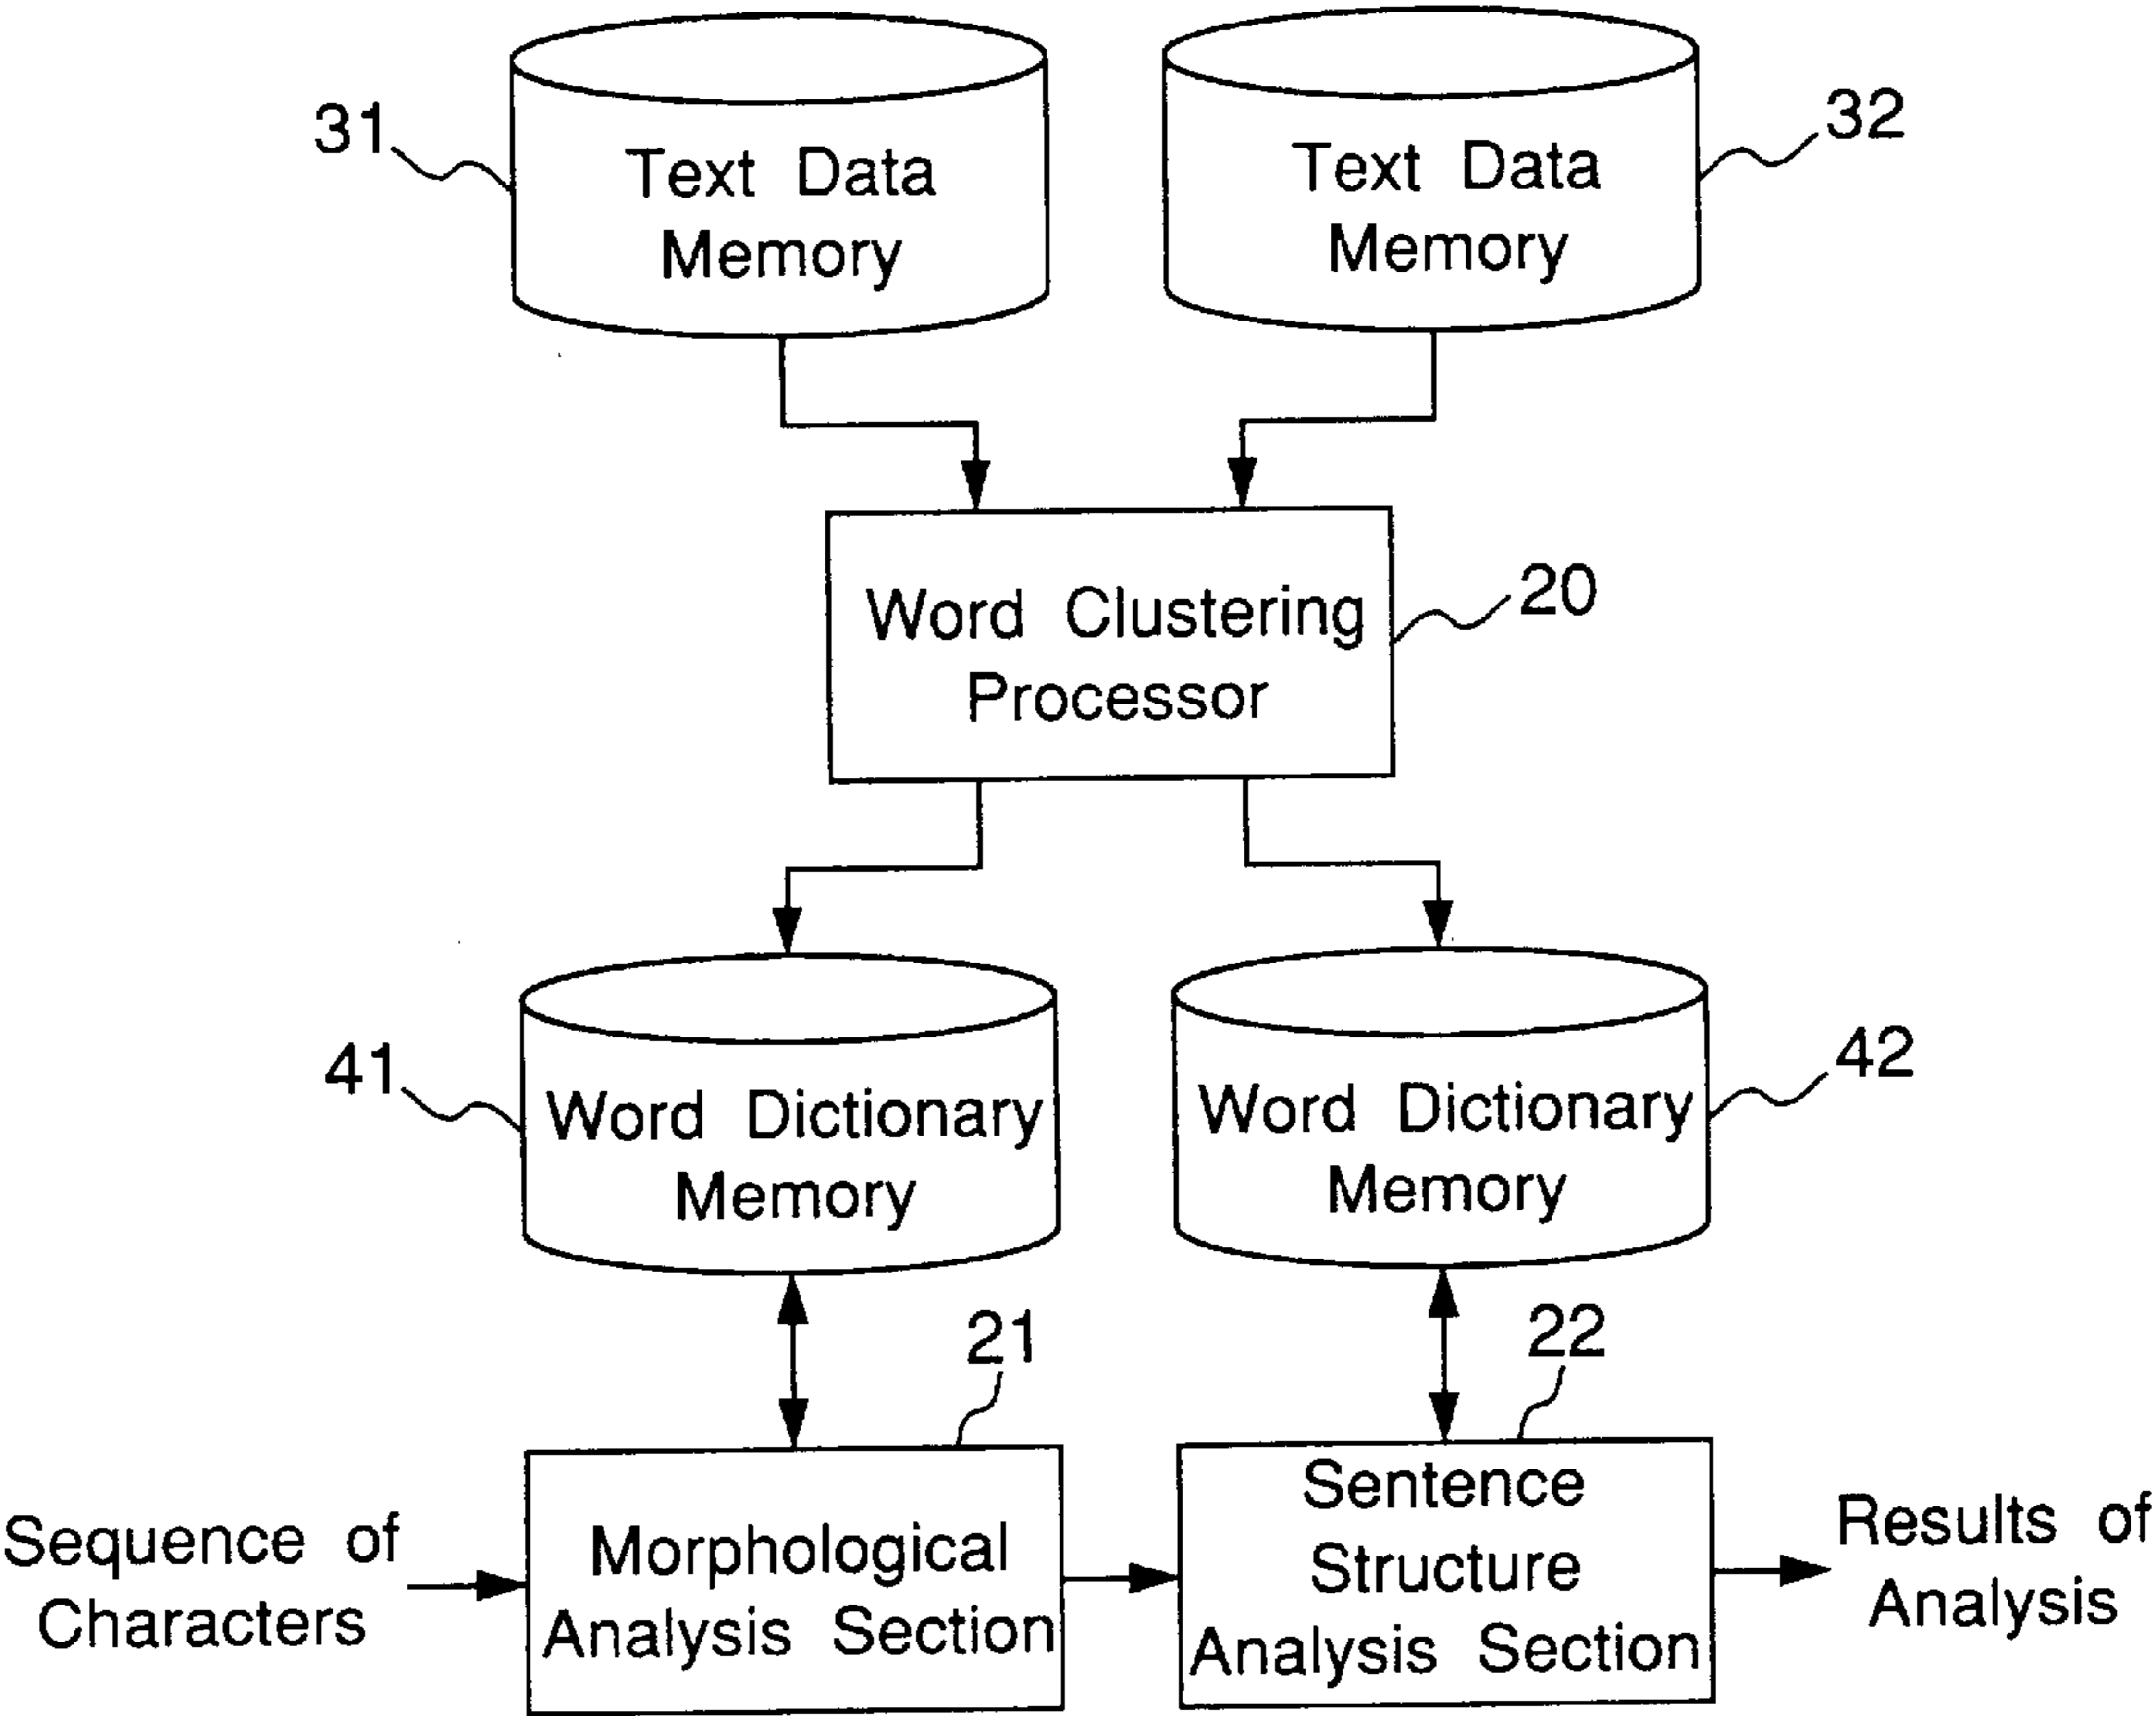 31
Text Data
Memory
Text Data
Memory
32
Word Clustering
Processor
20
41
Word Dictionary
Memory
Word Dictionary
Memory
42
21
22
Sequence of
Characters
Morphological
Analysis Section
Sentence
Structure
Analysis Section
Results of
Analysis